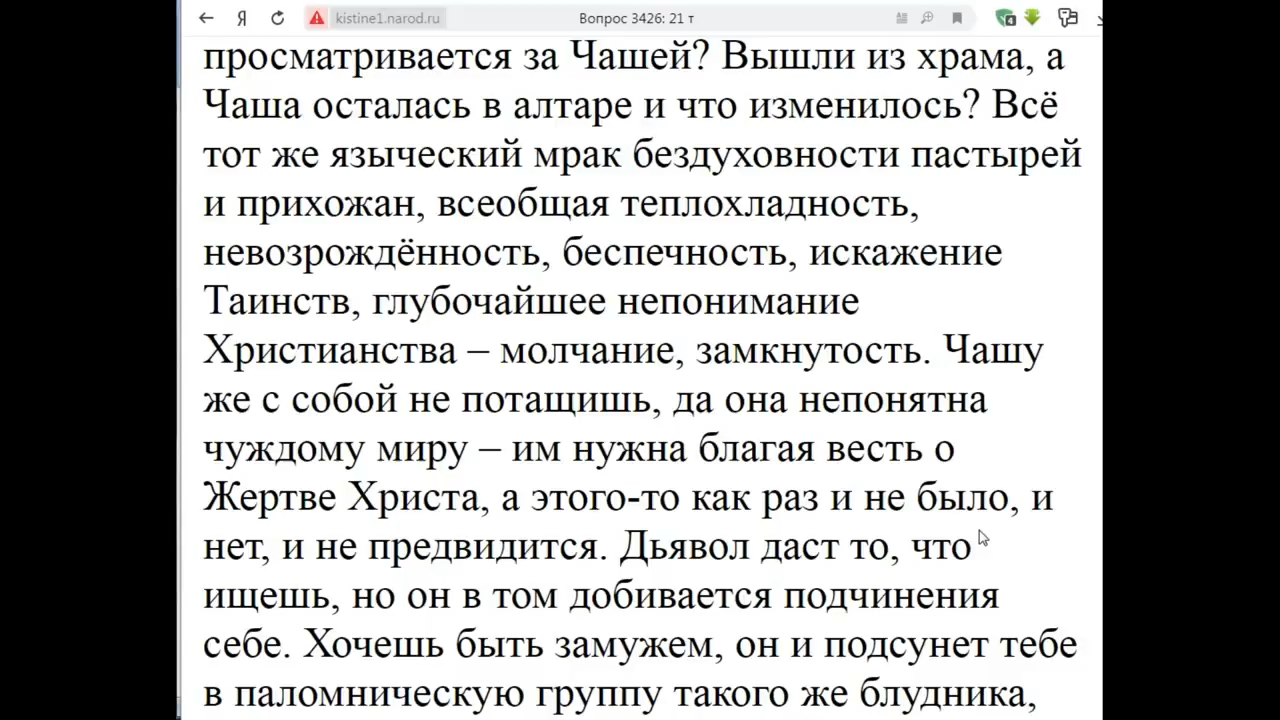 kistine1.narod.ru
Вопрос 3426: 21 т
просматривается за Чашей? Вышли из храма, а
Чаша осталась в алтаре и что изменилось? Всё
тот же языческий мрак бездуховности пастырей
и прихожан, всеобщая теплохладность,
невозрождённость, беспечность, искажение
Таинств, глубочайшее непонимание
Христианства – молчание, замкнутость. Чашу
же с собой не потащишь, да она непонятна
чуждому миру – им нужна благая весть о
Жертве Христа, а этого-то как раз и не было, и
нет, и не предвидится. Дьявол даст то, что
ищешь, но он в том добивается подчинения
себе. Хочешь быть замужем, он и подсунет тебе
в паломническую группу такого же блудника,